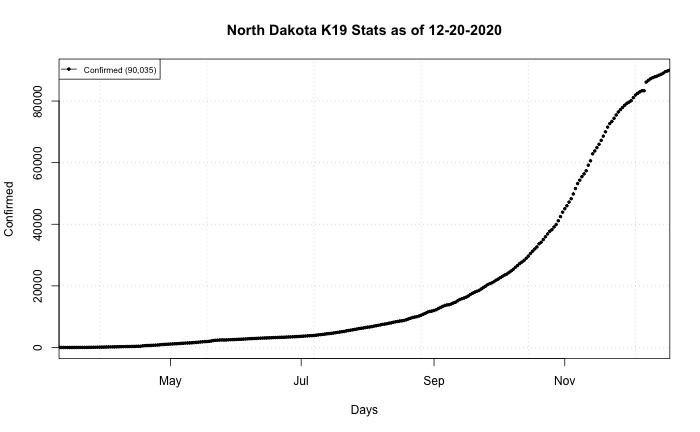 North Dakota K19 Stats as of 12-20-2020
Confirmed (90,035)
80000
60000
40000
20000
0
Confirmed
May Jul Sep Nov
Days